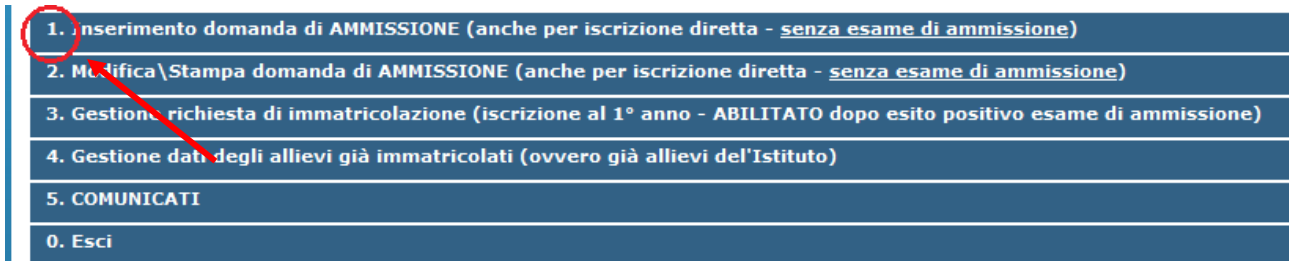 1. Inserimento domanda di AMMISSIONE (anche per iscrizione diretta - senza esame di ammissione)
2. Modifica\Stampa domanda di AMMISSIONE (anche per iscrizione diretta - senza esame di ammissione)
3. Gestione richiesta di immatricolazione (iscrizione al 1° anno - ABILITATO dopo esito positivo esame di ammissione)
4. Gestione dati degli allievi già immatricolati (ovvero già allievi del'Istituto)
5. COMUNICATI
0. Esci